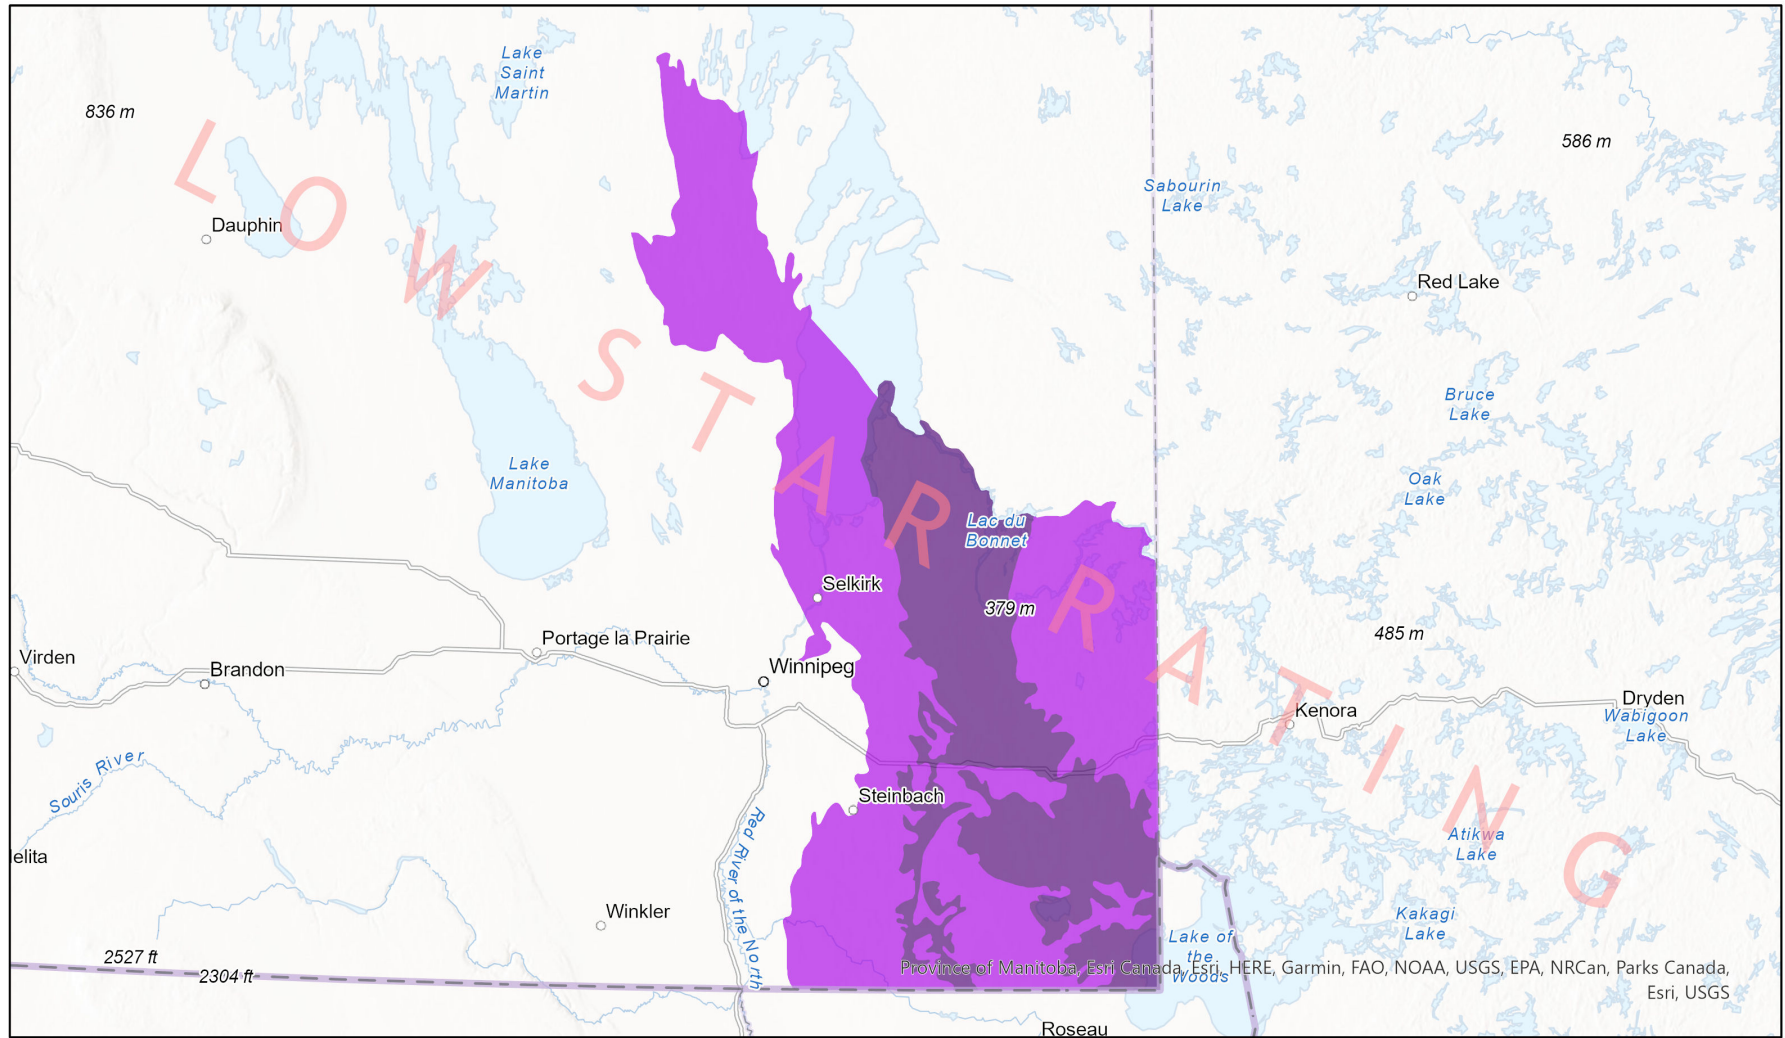 Lake
Saint
Martin
836 m
586 m
Sabourin
Lake
Dauphin
Red Lake
LOW STAR RATING
Bruce
Lake
Lake
Manitoba
Oak
Lake
Lac du
Bonnet
Selkirk
379 m
485 m
Portage la Prairie
Virden
Brandon
Winnipeg
Kenora
Dryden
Wabigoon
Lake
Souris River
Steinbach
Red River of the North
Atikwa
Lake
lelita
Winkler
Kakagi
Lake
Lake of
the
Woods
2527 ft
2304 ft
Province of Manitoba, Esri Canada, Esri, HERE, Garmin, FAO, NOAA, USGS, EPA, NRCan, Parks Canada,
Esri, USGS
Roseau